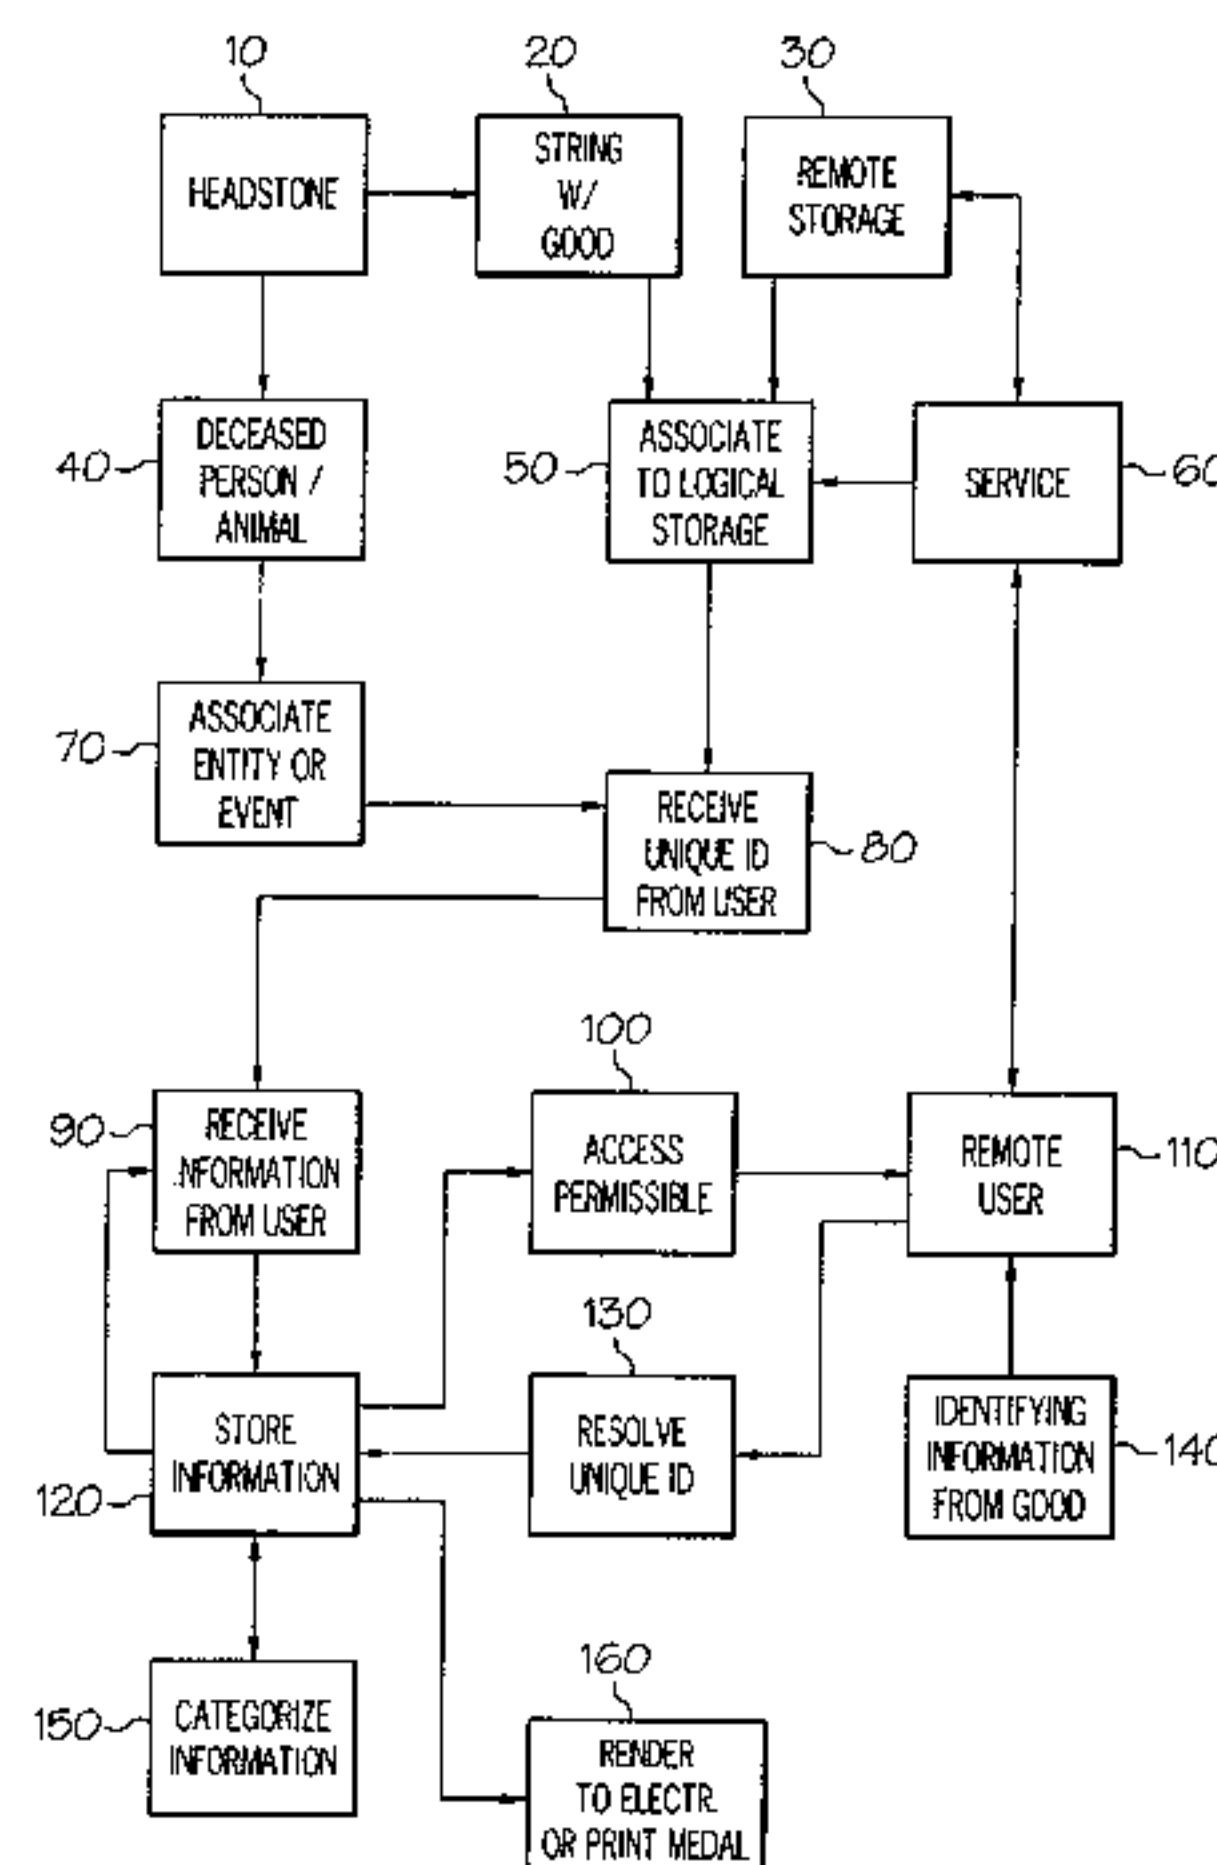 10
20
30
HEADSTONE
STRING
W/
GOOD
REMOTE
STORAGE
40
DECEASED
PERSON /
ANIMAL
50
ASSOCIATE
TO LOGICAL
STORAGE
SERVICE
60
70
ASSOCIATE
ENTITY OR
EVENT
RECEIVE
UNIQUE ID
FROM USER
80
90
RECEIVE
INFORMATION
FROM USER
100
ACCESS
PERMISSIBLE
REMOTE
USER
110
120
STORE
INFORMATION
130
RESOLVE
UNIQUE ID
IDENTIFYING
INFORMATION
FROM GOOD
140
150
CATEGORIZE
INFORMATION
160
RENDER
TO ELECTR.
OR PRINT MEDAL